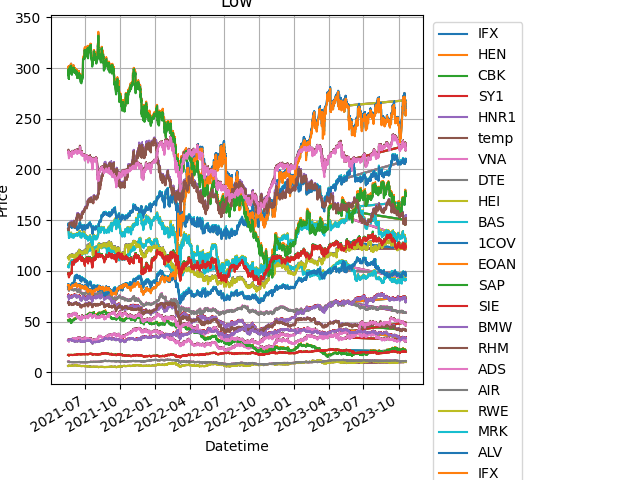 Low
350
300
250
200
150
100
50
0
Price
2021-07
2021-10
2022-01
2022-04
2022-07
2022-10
2023-01
2023-04
2023-07
2023-10
Datetime
IFX
HEN
CBK
SY1
HNR1
temp
VNA
DTE
HEI
BAS
1COV
EOAN
SAP
SIE
BMW
RHM
ADS
AIR
RWE
MRK
ALV
IFX